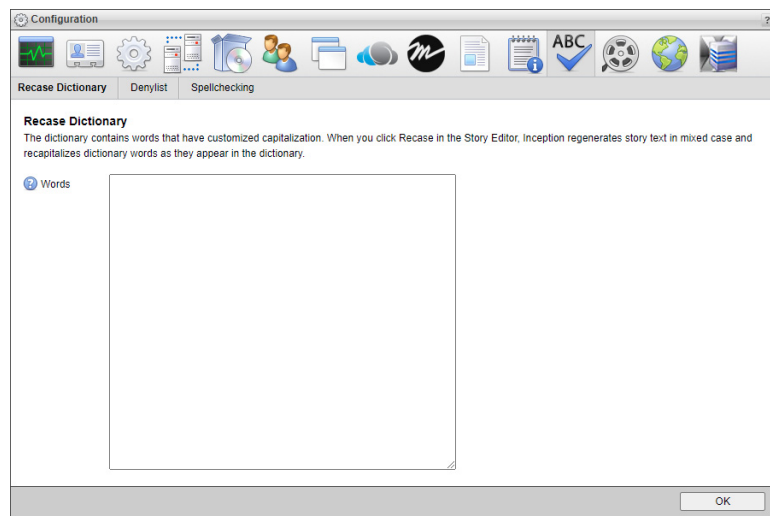 Configuration
?
ABC
Recase Dictionary Denylist Spellchecking
Recase Dictionary
The dictionary contains words that have customized capitalization. When you click Recase in the Story Editor, Inception regenerates story text in mixed case and
recapitalizes dictionary words as they appear in the dictionary.
? Words
OK